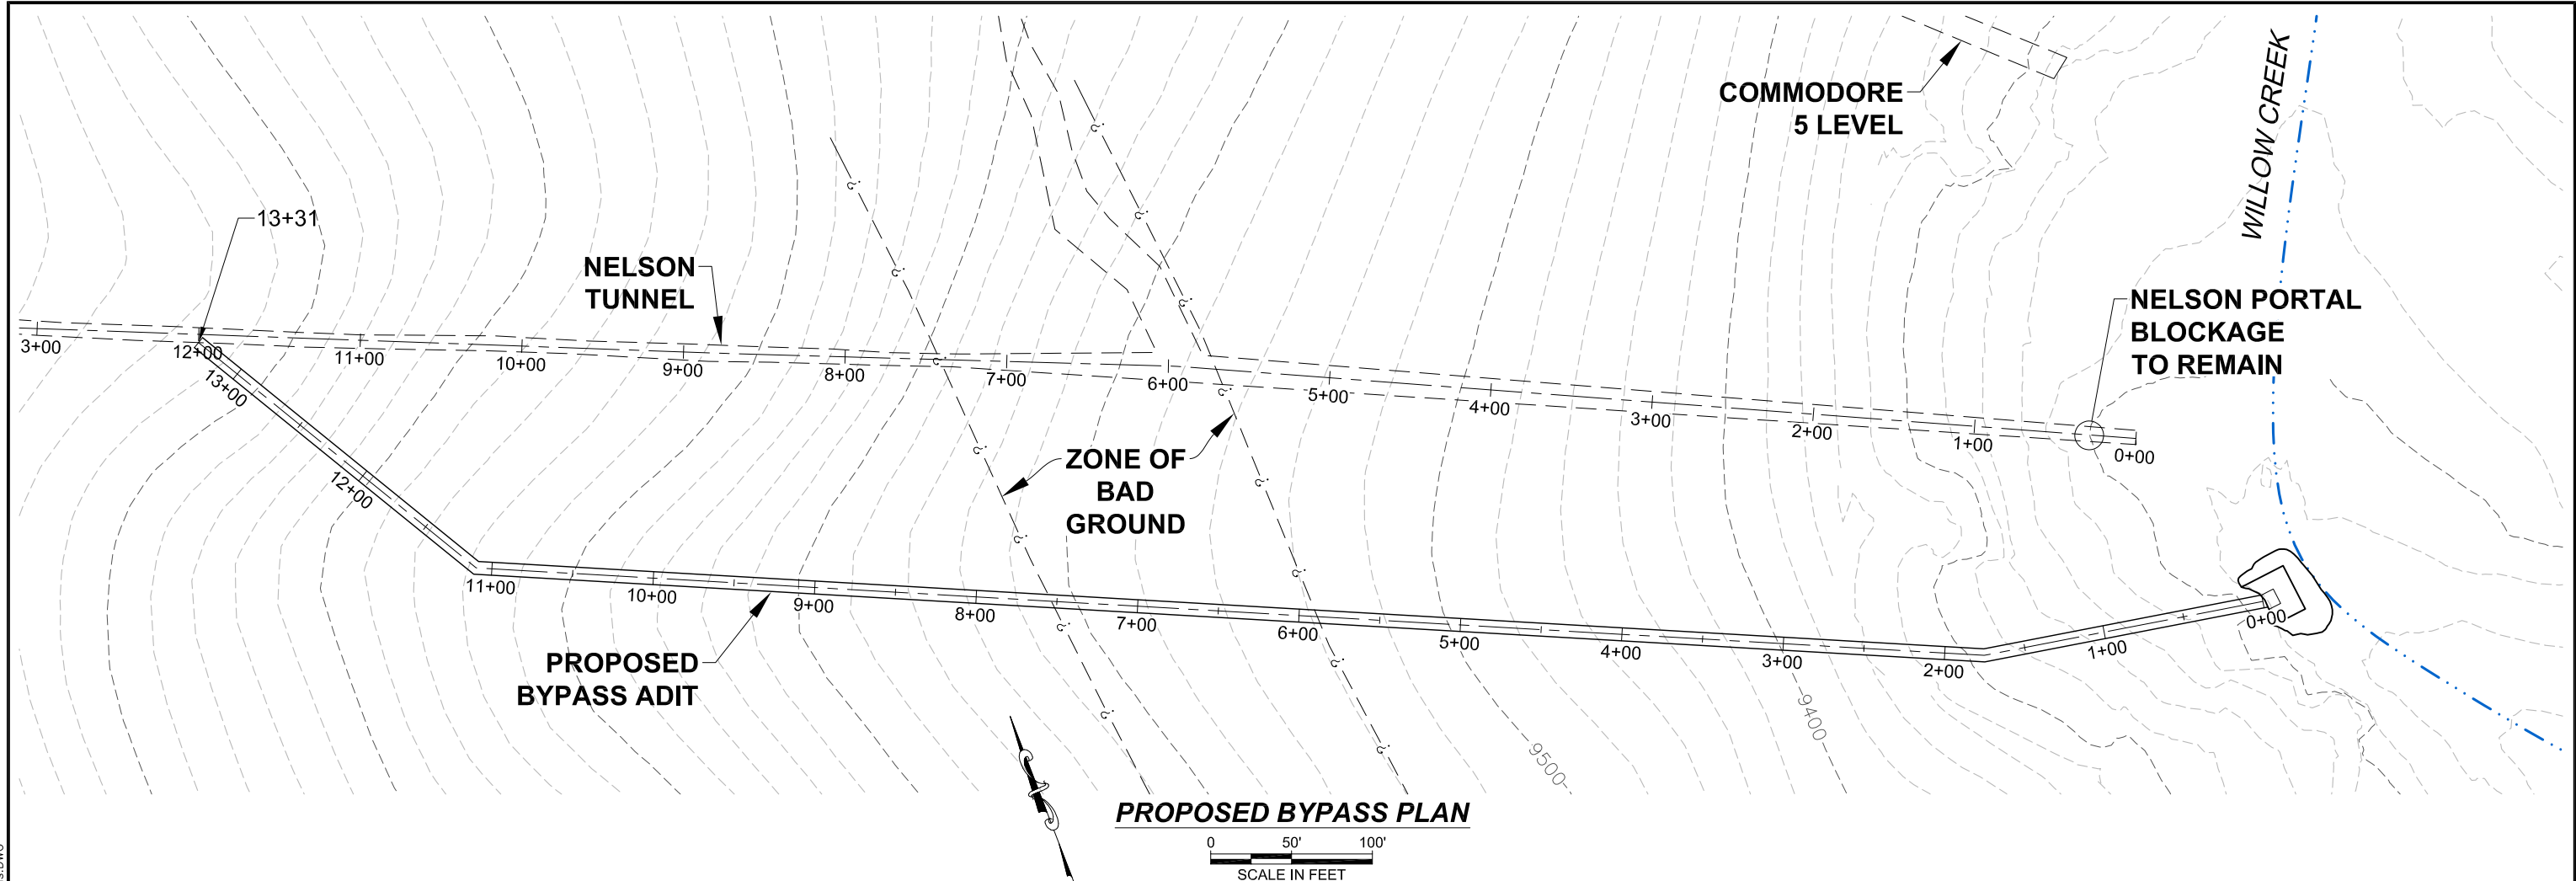 COMMODORE
5 LEVEL
WILLOW CREEK
13+31
NELSON
TUNNEL
NELSON PORTAL
BLOCKAGE
TO REMAIN
3+00
12+00
11+00
10+00
9+00
8+00
7+00
6+00
5+00
4+00
3+00
2+00
1+00
0+00
ZONE OF
BAD
GROUND
13+00
12+00
11+00
10+00
9+00
8+00
7+00
6+00
5+00
4+00
3+00
2+00
1+00
0+00
PROPOSED
BYPASS ADIT
9500
9400
PROPOSED BYPASS PLAN
0 50' 100'
SCALE IN FEET